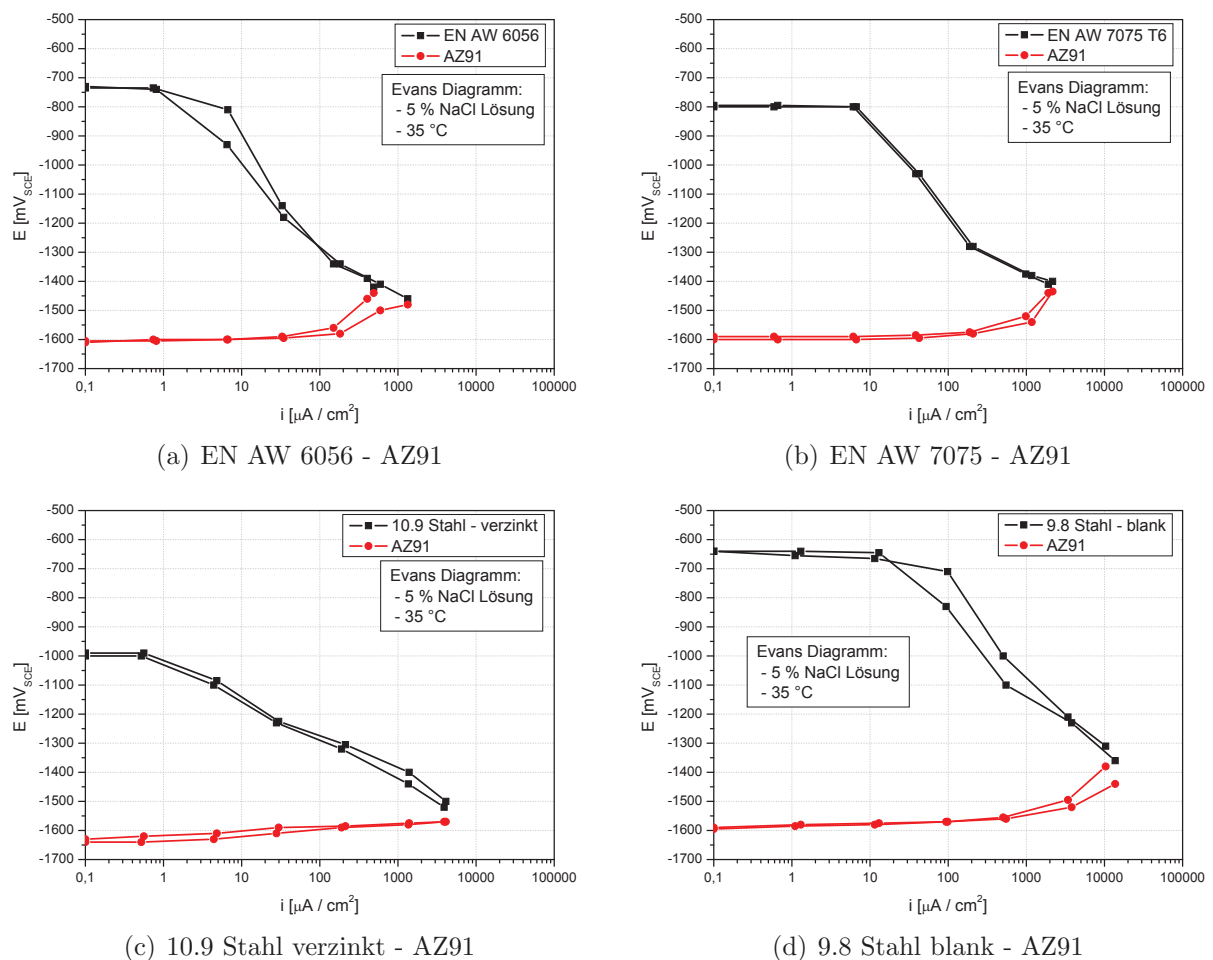 -500
-600
-700
-800
-900
-1000
-1100
-1200
-1300
-1400
-1500
-1600
-1700
E [mV_SCE]
EN AW 6056
AZ91
Evans Diagramm:
- 5 % NaCl Lösung
- 35 °C
0,1 1 10 100 1000 10000 100000
i [µA / cm²]
(a) EN AW 6056 - AZ91
-500
-600
-700
-800
-900
-1000
-1100
-1200
-1300
-1400
-1500
-1600
-1700
E [mV_SCE]
EN AW 7075 T6
AZ91
Evans Diagramm:
- 5 % NaCl Lösung
- 35 °C
0,1 1 10 100 1000 10000 100000
i [µA / cm²]
(b) EN AW 7075 - AZ91
-500
-600
-700
-800
-900
-1000
-1100
-1200
-1300
-1400
-1500
-1600
-1700
E [mV_SCE]
10.9 Stahl - verzinkt
AZ91
Evans Diagramm:
- 5 % NaCl Lösung
- 35 °C
0,1 1 10 100 1000 10000 100000
i [µA / cm²]
(c) 10.9 Stahl verzinkt - AZ91
-500
-600
-700
-800
-900
-1000
-1100
-1200
-1300
-1400
-1500
-1600
-1700
E [mV_SCE]
9.8 Stahl - blank
AZ91
Evans Diagramm:
- 5 % NaCl Lösung
- 35 °C
0,1 1 10 100 1000 10000 100000
i [µA / cm²]
(d) 9.8 Stahl blank - AZ91